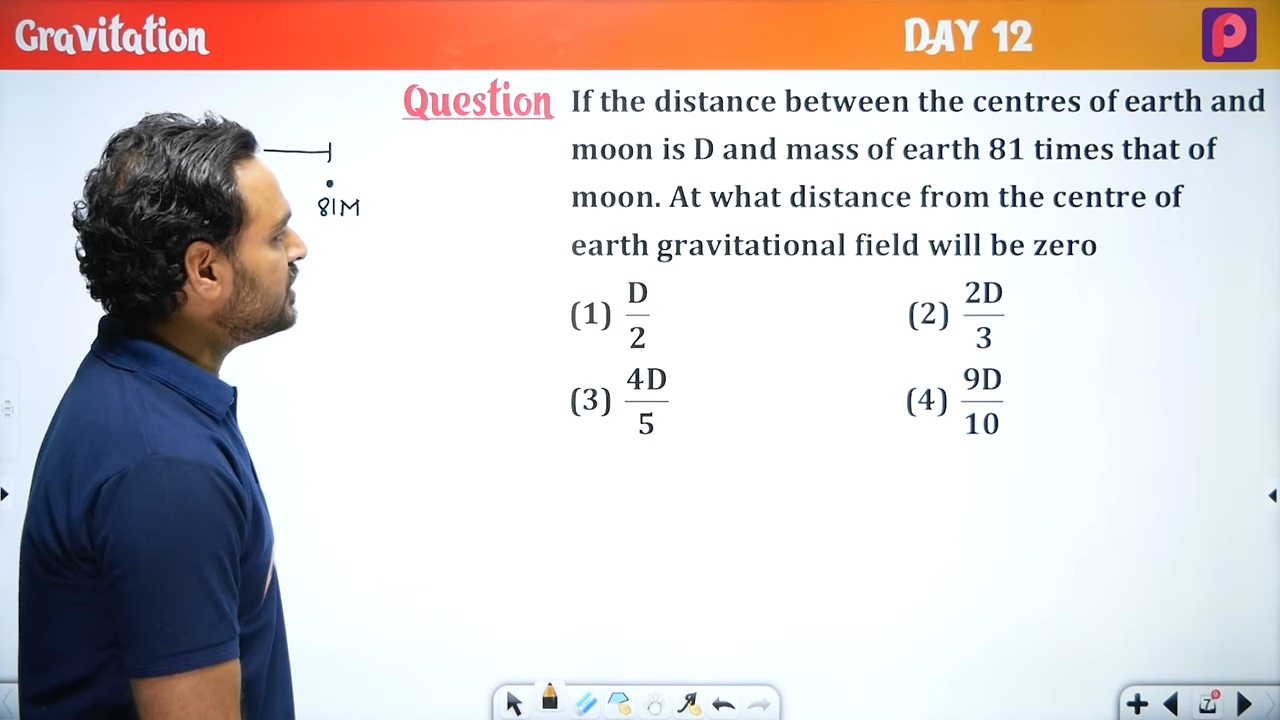 Gravitation
DAY 12
Question
If the distance between the centres of earth and
moon is D and mass of earth 81 times that of
moon. At what distance from the centre of
earth gravitational field will be zero
(1) D/2
(2) 2D/3
(3) 4D/5
(4) 9D/10
81M